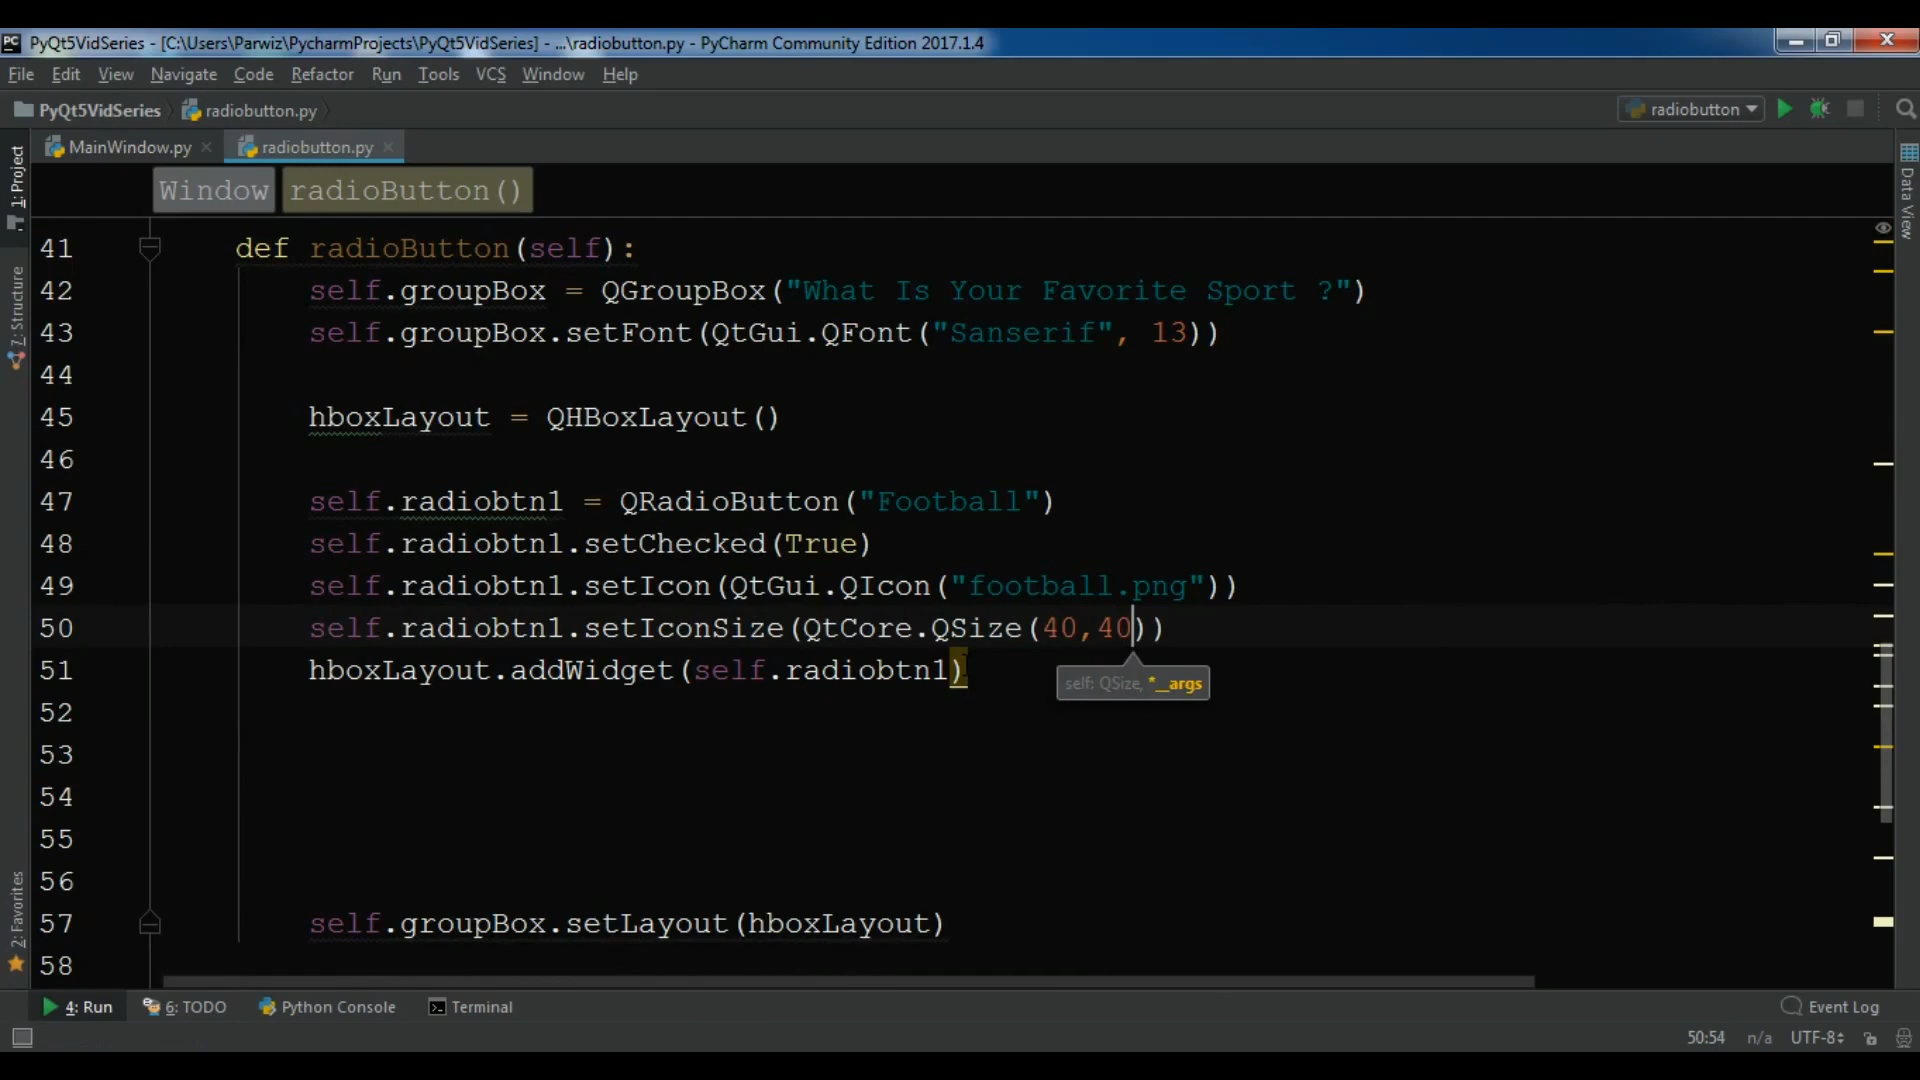 PC PyQt5VidSeries - [C:\Users\Parwiz\PycharmProjects\PyQt5VidSeries] - ...\radiobutton.py - PyCharm Community Edition 2017.1.4
File Edit View Navigate Code Refactor Run Tools VCS Window Help
PyQt5VidSeries radiobutton.py radiobutton
MainWindow.py radiobutton.py
1: Project
7: Structure
2: Favorites
Data View
Window radioButton()
41 def radioButton(self):
42 self.groupBox = QGroupBox("What Is Your Favorite Sport ?")
43 self.groupBox.setFont(QtGui.QFont("Sanserif", 13))
44
45 hboxLayout = QHBoxLayout()
46
47 self.radiobtn1 = QRadioButton("Football")
48 self.radiobtn1.setChecked(True)
49 self.radiobtn1.setIcon(QtGui.QIcon("football.png"))
50 self.radiobtn1.setIconSize(QtCore.QSize(40,40))
51 hboxLayout.addWidget(self.radiobtn1)
self: QSize, *__args
52
53
54
55
56
57 self.groupBox.setLayout(hboxLayout)
58
4: Run 6: TODO Python Console Terminal Event Log
50:54 n/a UTF-8